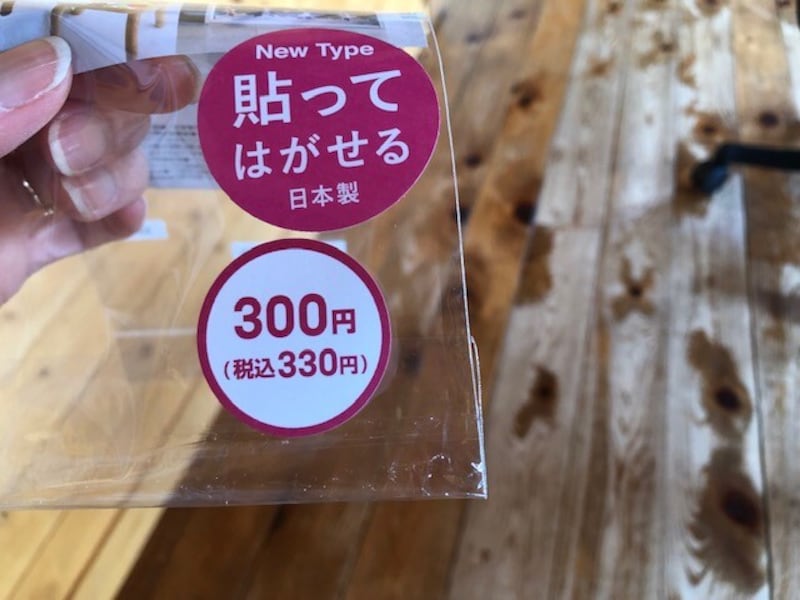 New Type
貼って
はがせる
日本製
300円
(税込330円)